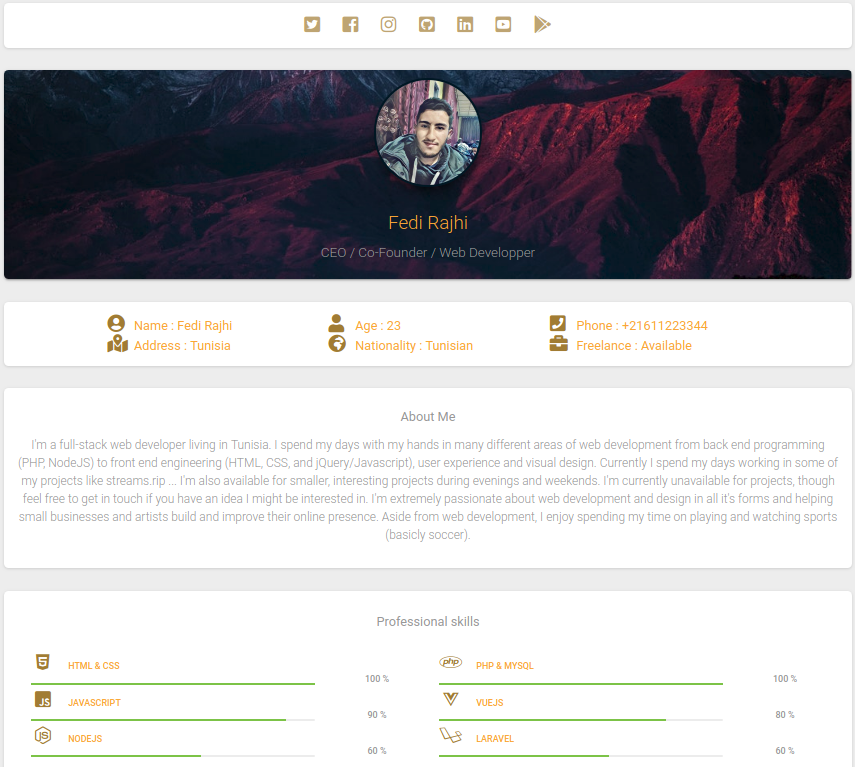 Fedi Rajhi
CEO / Co-Founder / Web Developper
Name : Fedi Rajhi
Age : 23
Phone : +21611223344
Address : Tunisia
Nationality : Tunisian
Freelance : Available
About Me
I'm a full-stack web developer living in Tunisia. I spend my days with my hands in many different areas of web development from back end programming
(PHP, NodeJS) to front end engineering (HTML, CSS, and jQuery/Javascript), user experience and visual design. Currently I spend my days working in some of
my projects like streams.rip ... I'm also available for smaller, interesting projects during evenings and weekends. I'm currently unavailable for projects, though
feel free to get in touch if you have an idea I might be interested in. I'm extremely passionate about web development and design in all it's forms and helping
small businesses and artists build and improve their online presence. Aside from web development, I enjoy spending my time on playing and watching sports
(basicly soccer).
Professional skills
HTML & CSS
100 %
php
PHP & MYSQL
100 %
JS
JAVASCRIPT
90 %
VUEJS
80 %
JS
NODEJS
60 %
LARAVEL
60 %